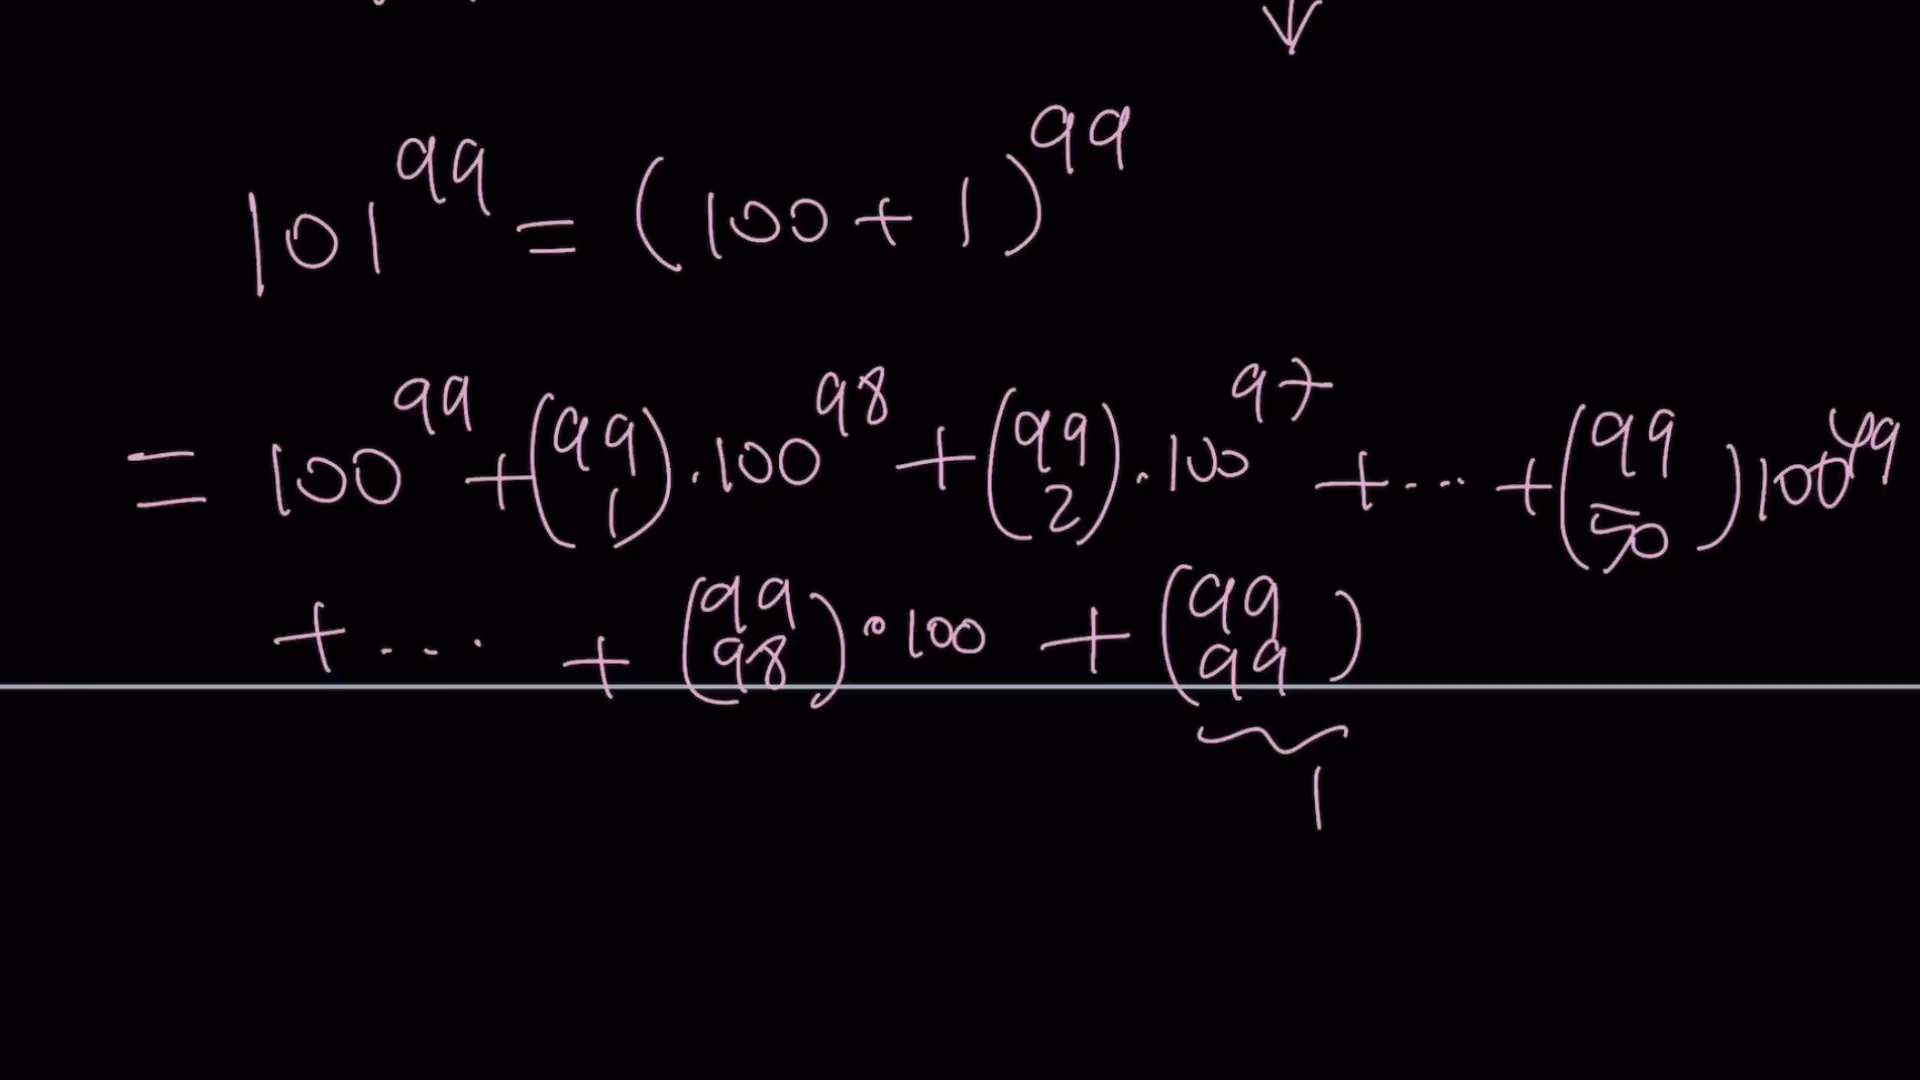 101^99 = (100 + 1)^99
= 100^99 + (99 1) · 100^98 + (99 2) · 100^97 + ... + (99 50) 100^49
+ ... + (99 98) · 100 + (99 99)
1